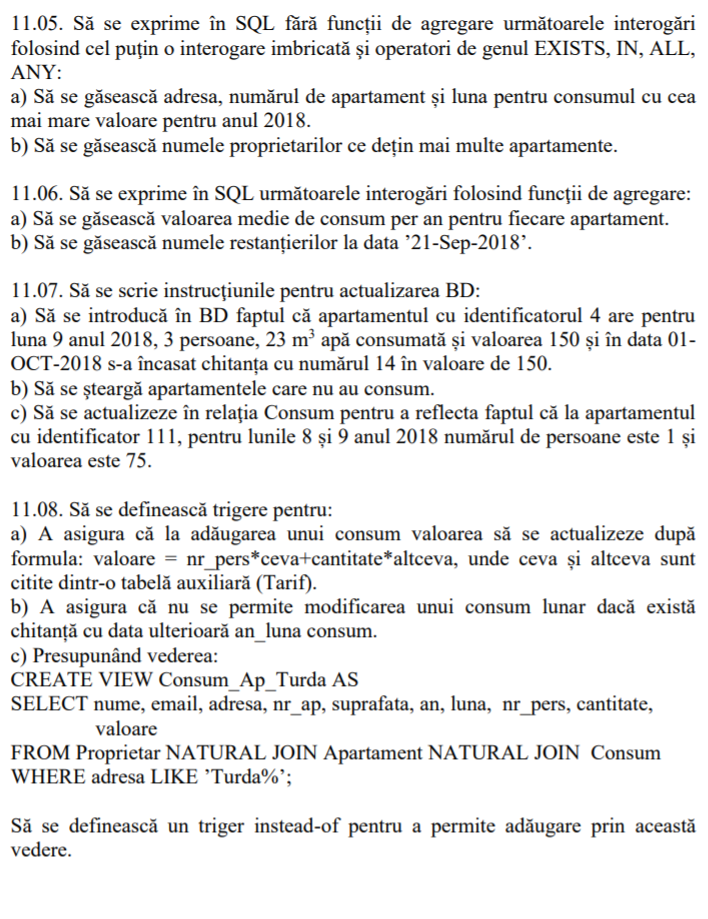 11.05. Să se exprime în SQL fără funcții de agregare următoarele interogări
folosind cel puțin o interogare imbricată şi operatori de genul EXISTS, IN, ALL,
ANY:
a) Să se găsească adresa, numărul de apartament și luna pentru consumul cu cea
mai mare valoare pentru anul 2018.
b) Să se găsească numele proprietarilor ce dețin mai multe apartamente.
11.06. Să se exprime în SQL următoarele interogări folosind funcţii de agregare:
a) Să se găsească valoarea medie de consum per an pentru fiecare apartament.
b) Să se găsească numele restanțierilor la data ’21-Sep-2018’.
11.07. Să se scrie instrucţiunile pentru actualizarea BD:
a) Să se introducă în BD faptul că apartamentul cu identificatorul 4 are pentru
luna 9 anul 2018, 3 persoane, 23 m³ apă consumată și valoarea 150 și în data 01-
OCT-2018 s-a încasat chitanța cu numărul 14 în valoare de 150.
b) Să se şteargă apartamentele care nu au consum.
c) Să se actualizeze în relaţia Consum pentru a reflecta faptul că la apartamentul
cu identificator 111, pentru lunile 8 și 9 anul 2018 numărul de persoane este 1 și
valoarea este 75.
11.08. Să se definească trigere pentru:
a) A asigura că la adăugarea unui consum valoarea să se actualizeze după
formula: valoare = nr_pers*ceva+cantitate*altceva, unde ceva și altceva sunt
citite dintr-o tabelă auxiliară (Tarif).
b) A asigura că nu se permite modificarea unui consum lunar dacă există
chitanță cu data ulterioară an_luna consum.
c) Presupunând vederea:
CREATE VIEW Consum_Ap_Turda AS
SELECT nume, email, adresa, nr_ap, suprafata, an, luna, nr_pers, cantitate,
valoare
FROM Proprietar NATURAL JOIN Apartament NATURAL JOIN Consum
WHERE adresa LIKE ’Turda%’;
Să se definească un triger instead-of pentru a permite adăugare prin această
vedere.